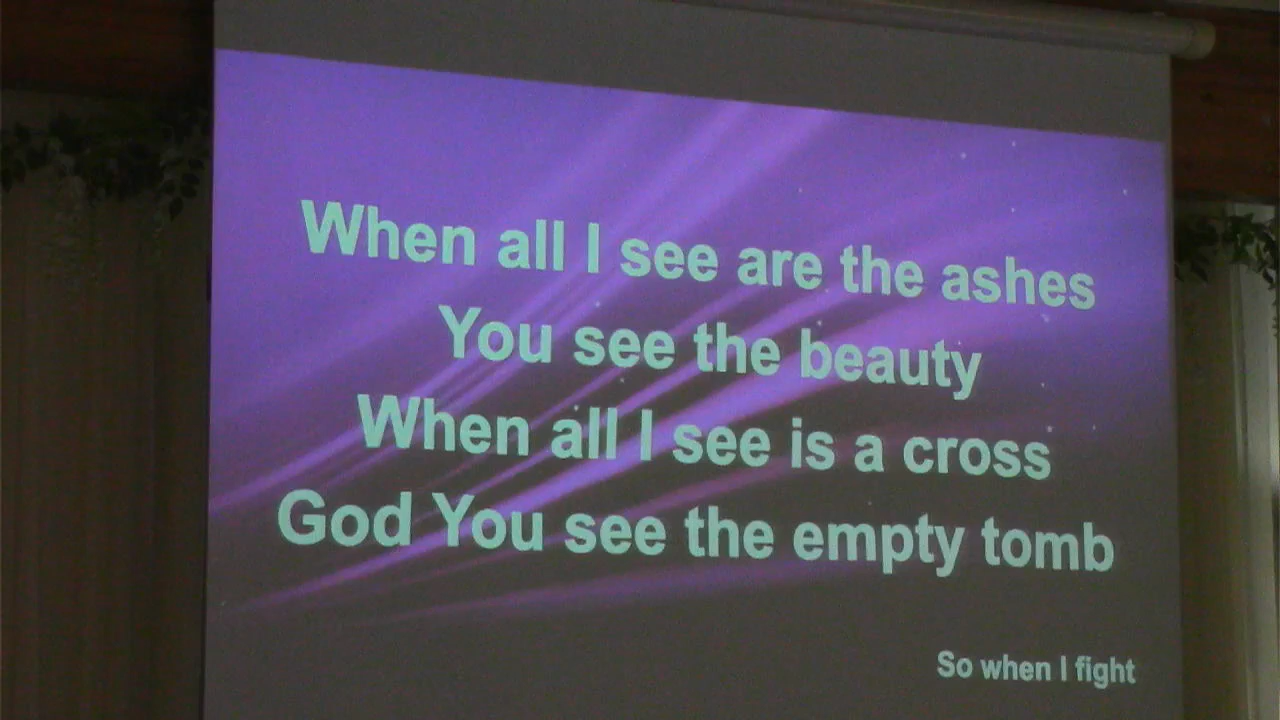 When all I see are the ashes
You see the beauty
When all I see is a cross
God You see the empty tomb
So when I fight